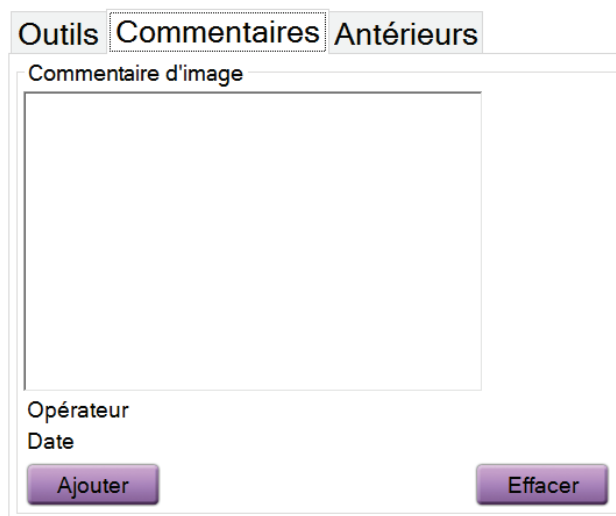 Outils Commentaires Antérieurs
Commentaire d'image
Opérateur
Date
Ajouter Effacer